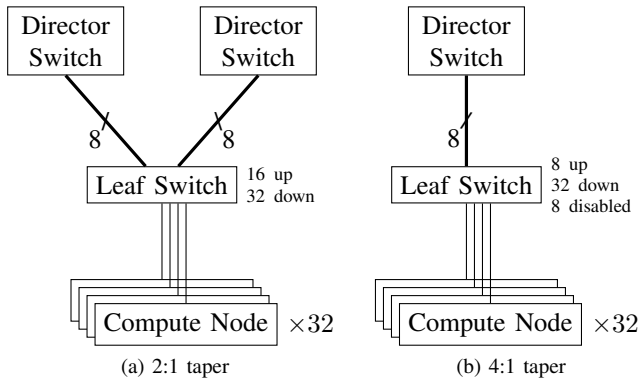 Director
Switch
Director
Switch
8
8
Leaf Switch
16 up
32 down
Compute Node
×32
(a) 2:1 taper
Director
Switch
8
Leaf Switch
8 up
32 down
8 disabled
Compute Node
×32
(b) 4:1 taper